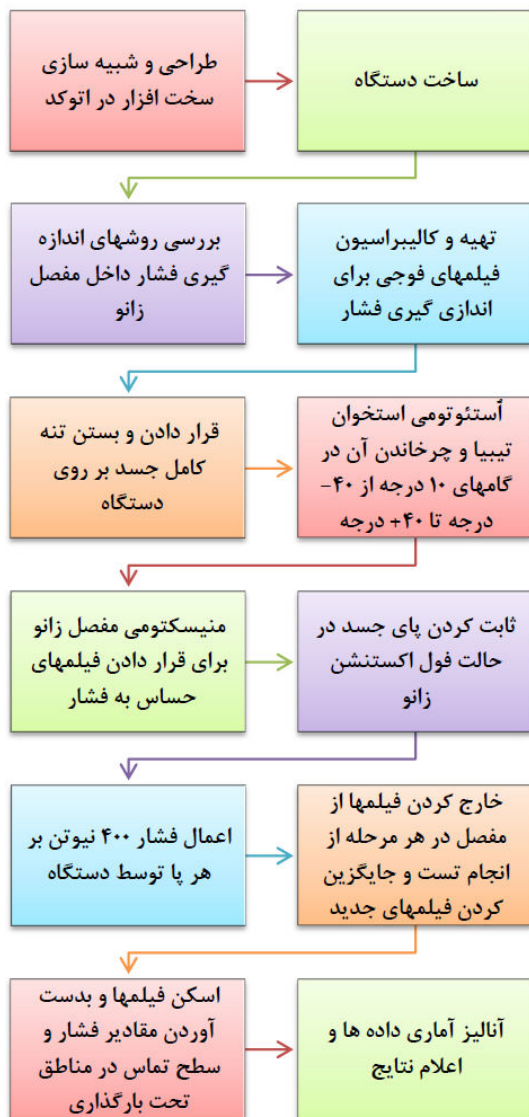 طراحی و شبیه سازی
سخت افزار در اتوکد
ساخت دستگاه
بررسی روشهای اندازه
گیری فشار داخل مفصل
زانو
تهیه و کالیبراسیون
فیلمهای فوجی برای
اندازی گیری فشار
قرار دادن و بستن تنه
کامل جسد بر روی
دستگاه
اُستئوتومی استخوان
تیبیا و چرخاندن آن در
گامهای ۱۰ درجه از ۴۰-
درجه تا ۴۰+ درجه
منیسکتومی مفصل زانو
برای قرار دادن فیلمهای
حساس به فشار
ثابت کردن پای جسد در
حالت فول اکستنشن
زانو
اعمال فشار ۴۰۰ نیوتن بر
هر پا توسط دستگاه
خارج کردن فیلمها از
مفصل در هر مرحله از
انجام تست و جایگزین
کردن فیلمهای جدید
اسکن فیلمها و بدست
آوردن مقادیر فشار و
سطح تماس در مناطق
تحت بارگذاری
آنالیز آماری داده ها و
اعلام نتایج